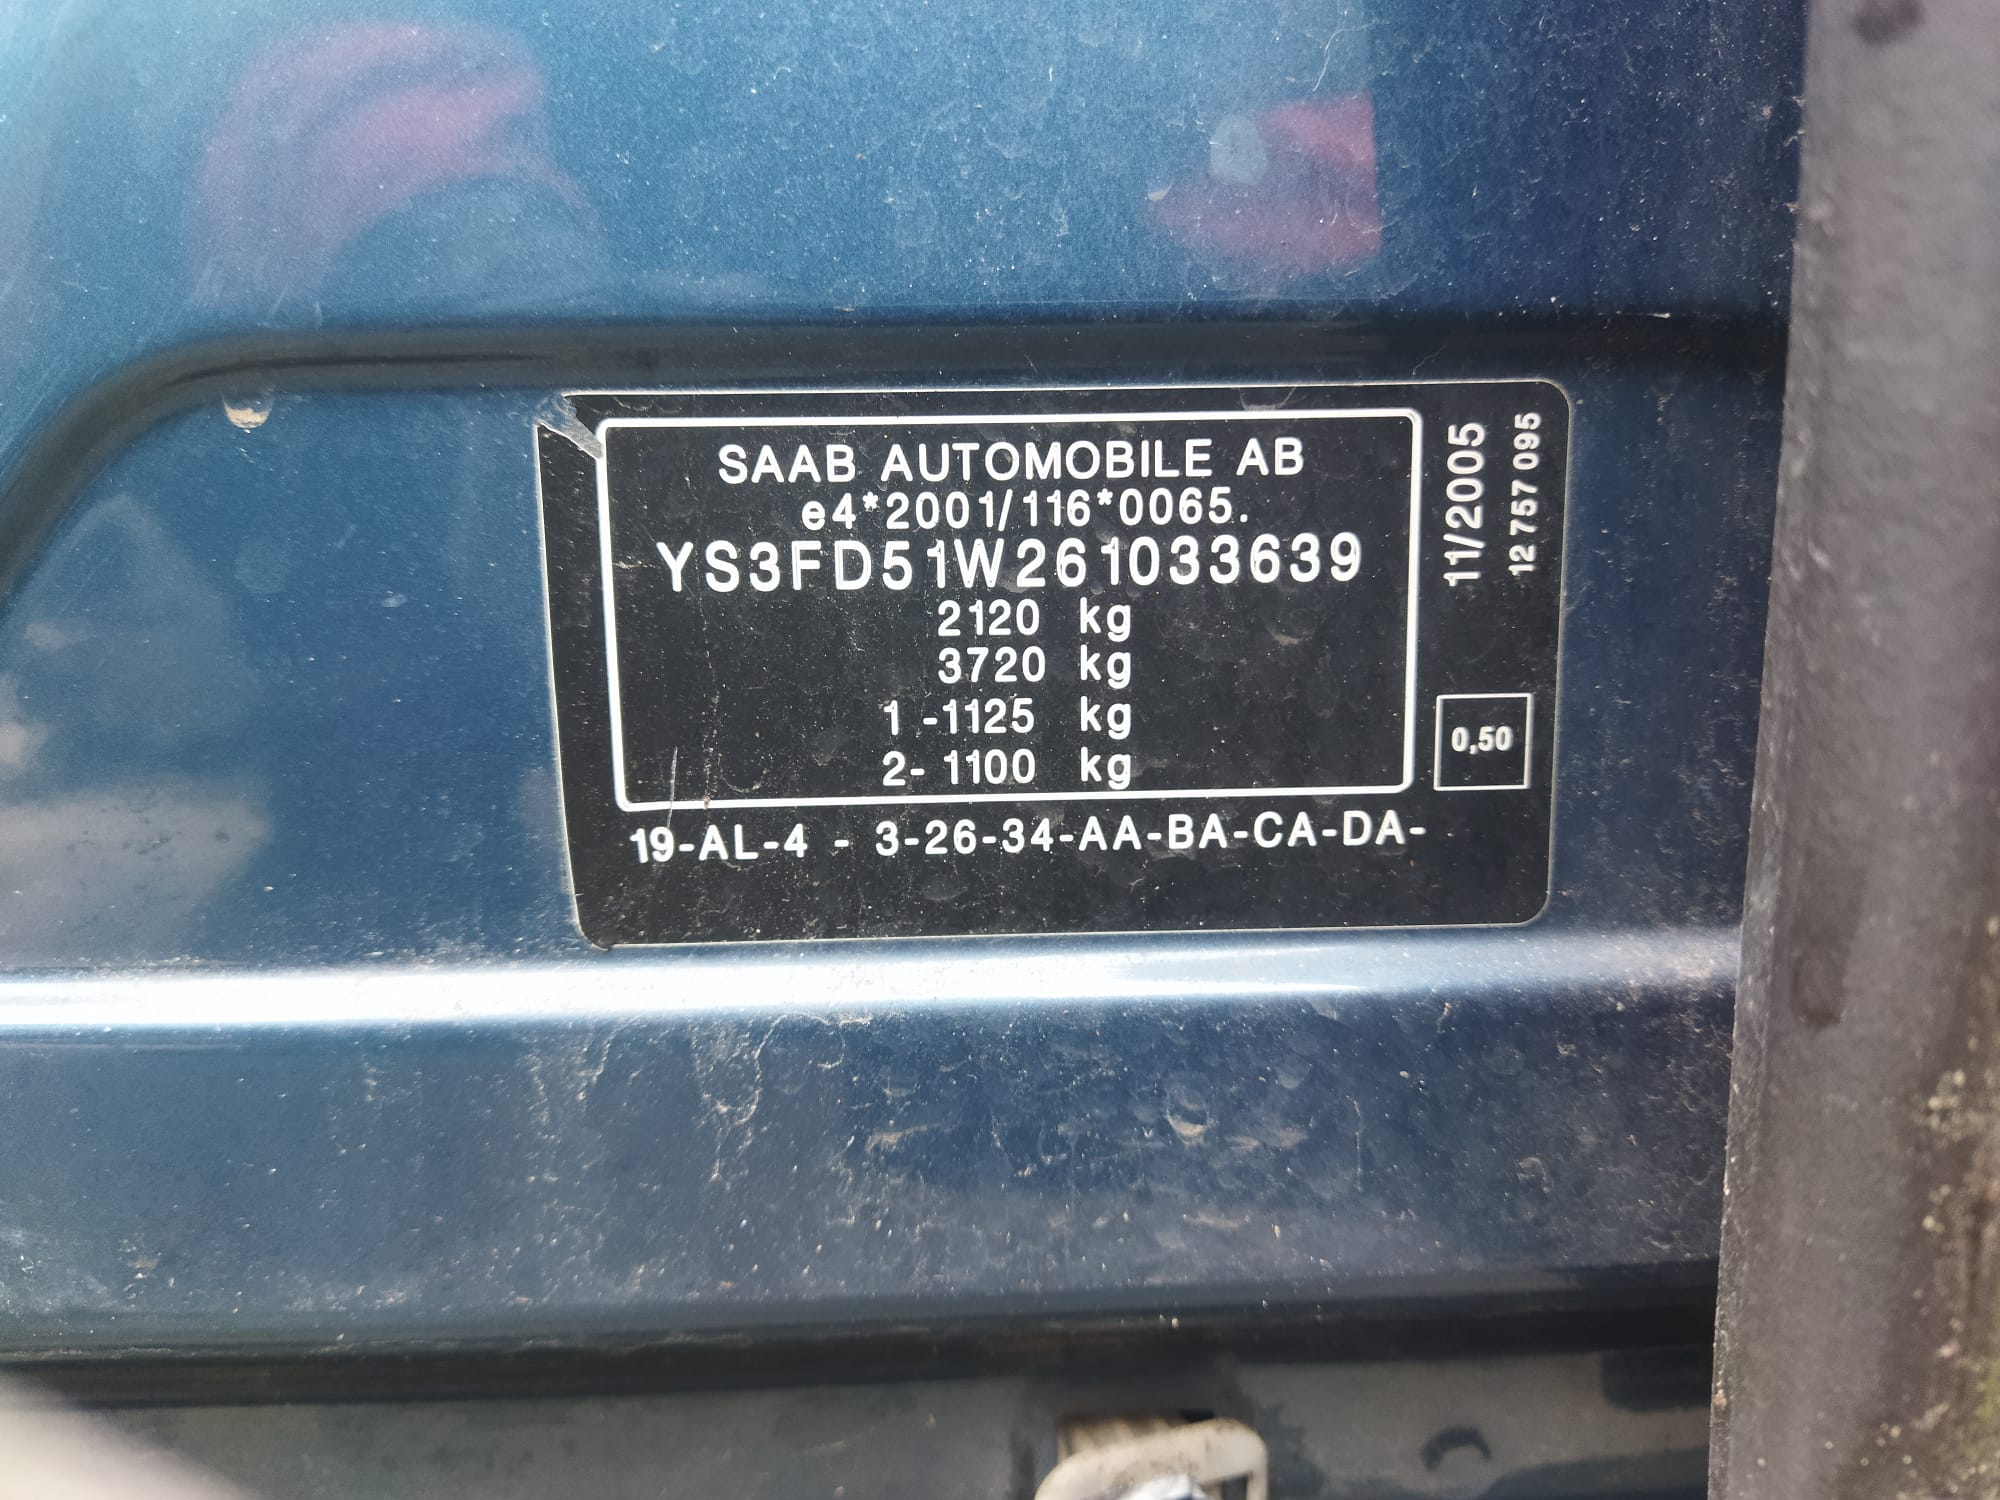 SAAB AUTOMOBILE AB
e4*2001/116*0065.
YS3FD51W261033639
2120 kg
3720 kg
1 -1125 kg
2- 1100 kg
19-AL-4 - 3-26-34-AA-BA-CA-DA-
11/2005
12 757 095
0,50